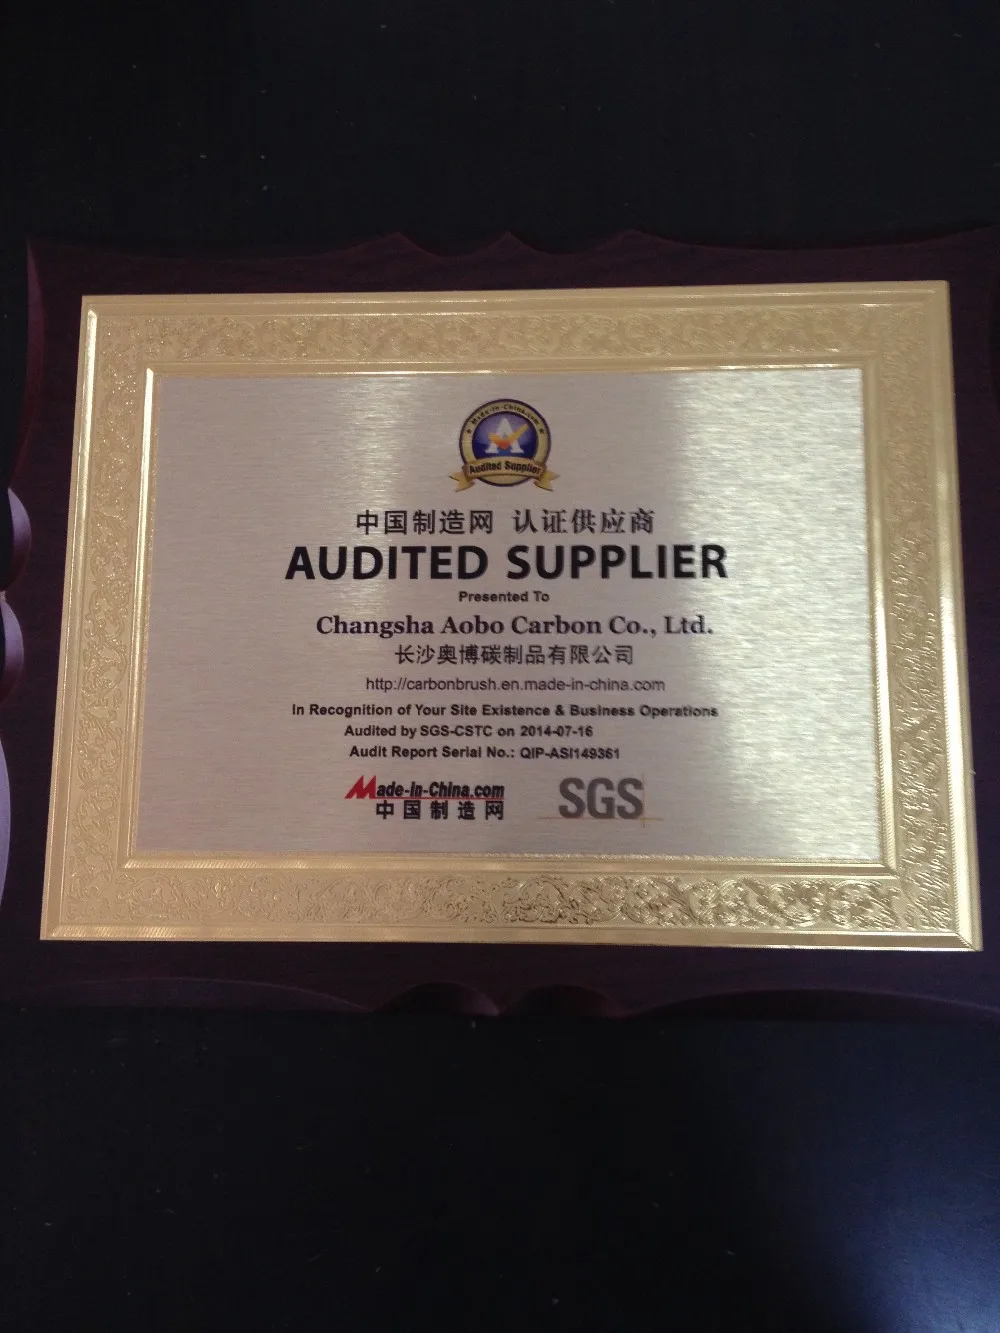 Made-in-China.com
Audited Supplier
中国制造网 认证供应商
AUDITED SUPPLIER
Presented To
Changsha Aobo Carbon Co., Ltd.
长沙奥博碳制品有限公司
http://carbonbrush.en.made-in-china.com
In Recognition of Your Site Existence & Business Operations
Audited by SGS-CSTC on 2014-07-16
Audit Report Serial No.: QIP-ASI149361
Made-in-China.com
中国制造网
SGS